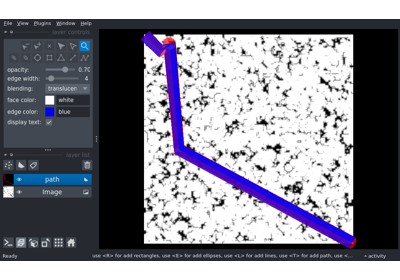 File View Plugins Window Help
layer controls
opacity: 0.70
edge width: 4
blending: translucen
face color: white
edge color: blue
display text:
layer list
path
Image
Ready
use <R> for add rectangles, use <E> for add ellipses, use <L> for add lines, use <T> for add path, use <...
activity